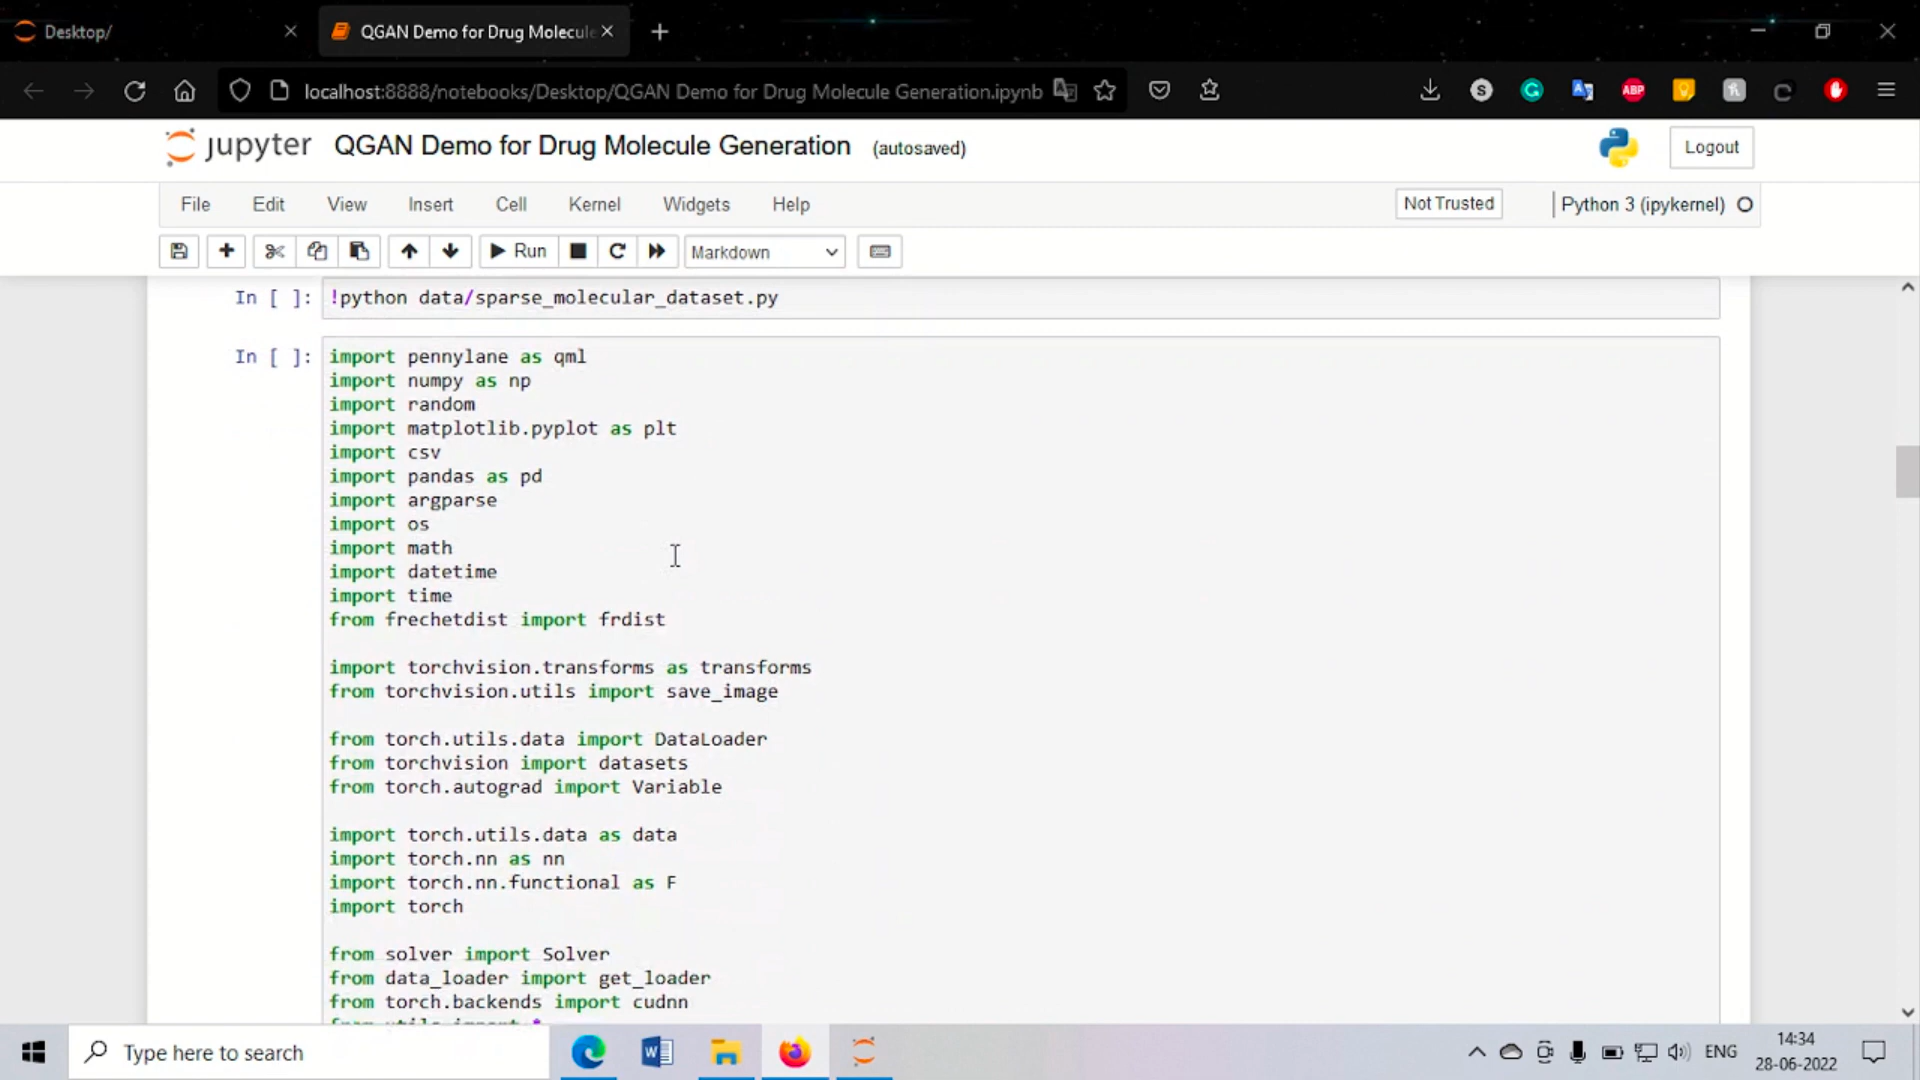 Desktop/
QGAN Demo for Drug Molecul
localhost:8888/notebooks/Desktop/QGAN Demo for Drug Molecule Generation.ipynb
S
ABP
jupyter QGAN Demo for Drug Molecule Generation (autosaved)
Logout
File Edit View Insert Cell Kernel Widgets Help
Not Trusted
Python 3 (ipykernel)
Run
Markdown
In [ ]: !python data/sparse_molecular_dataset.py
In [ ]: import pennylane as qml
import numpy as np
import random
import matplotlib.pyplot as plt
import csv
import pandas as pd
import argparse
import os
import math
import datetime
import time
from frechetdist import frdist
import torchvision.transforms as transforms
from torchvision.utils import save_image
from torch.utils.data import DataLoader
from torchvision import datasets
from torch.autograd import Variable
import torch.utils.data as data
import torch.nn as nn
import torch.nn.functional as F
import torch
from solver import Solver
from data_loader import get_loader
from torch.backends import cudnn
from utils import *
Type here to search
ENG
14:34
28-06-2022